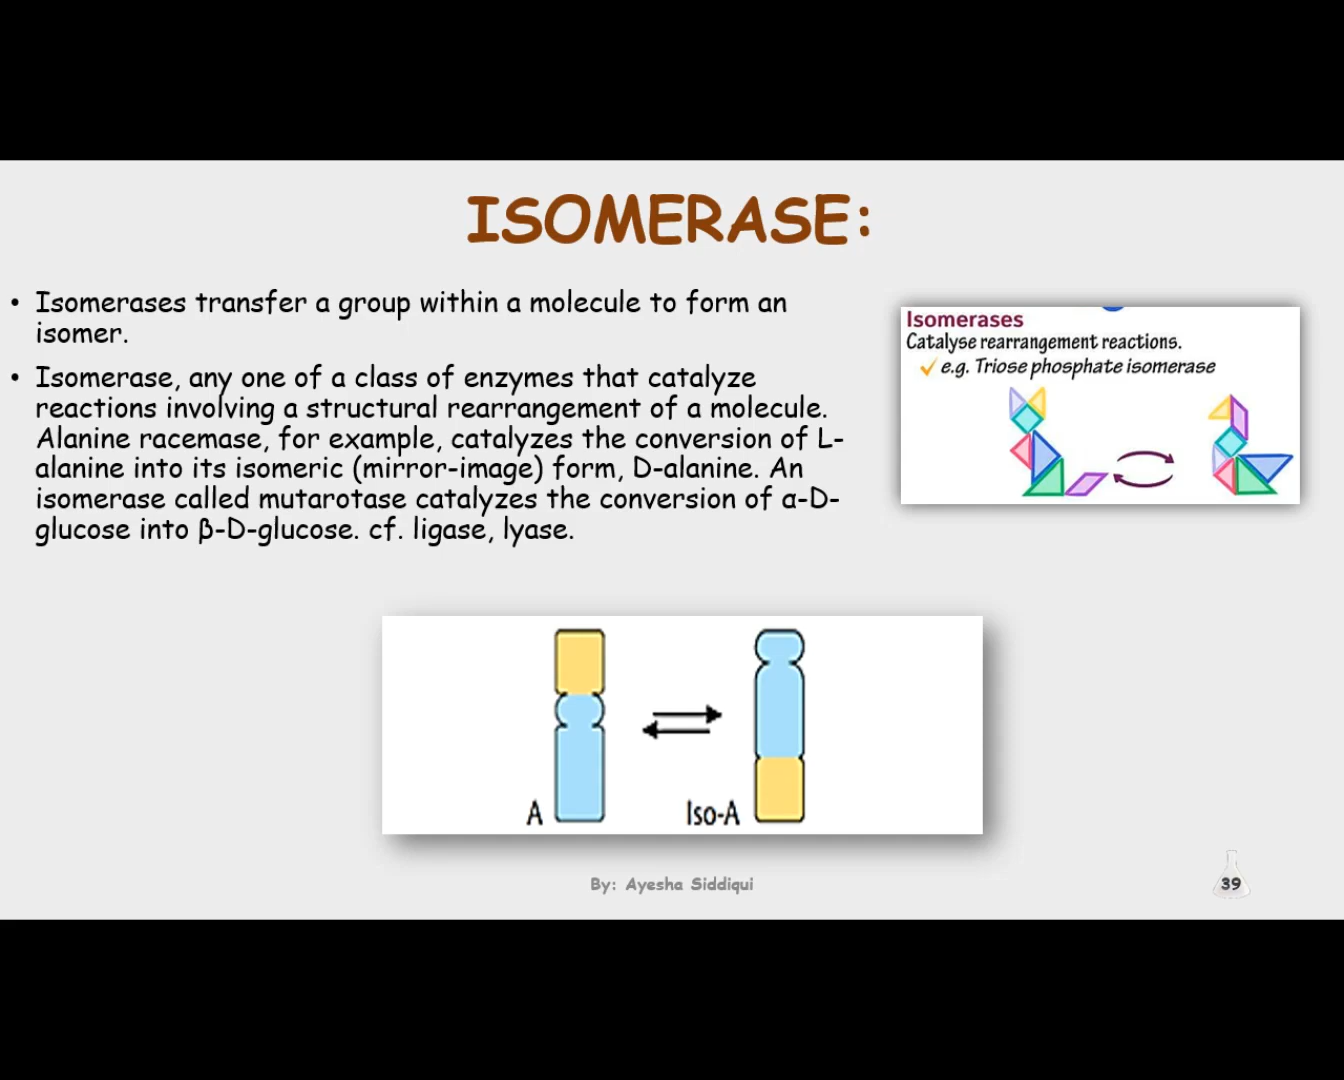 ISOMERASE:
• Isomerases transfer a group within a molecule to form an
isomer.
• Isomerase, any one of a class of enzymes that catalyze
reactions involving a structural rearrangement of a molecule.
Alanine racemase, for example, catalyzes the conversion of L-
alanine into its isomeric (mirror-image) form, D-alanine. An
isomerase called mutarotase catalyzes the conversion of α-D-
glucose into β-D-glucose. cf. ligase, lyase.
Isomerases
Catalyse rearrangement reactions.
✓ e.g. Triose phosphate isomerase
A
Iso-A
By: Ayesha Siddiqui
39